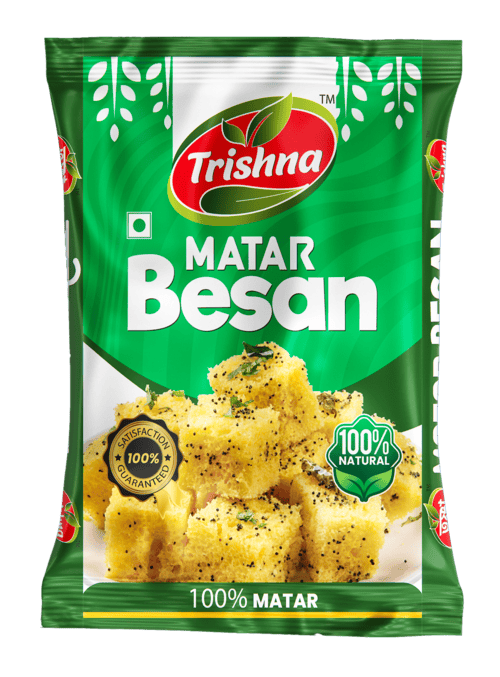 Trishna
TM
MATAR
Besan
SATISFACTION
100%
GUARANTEED
100%
NATURAL
100% MATAR
MATAR BESAN